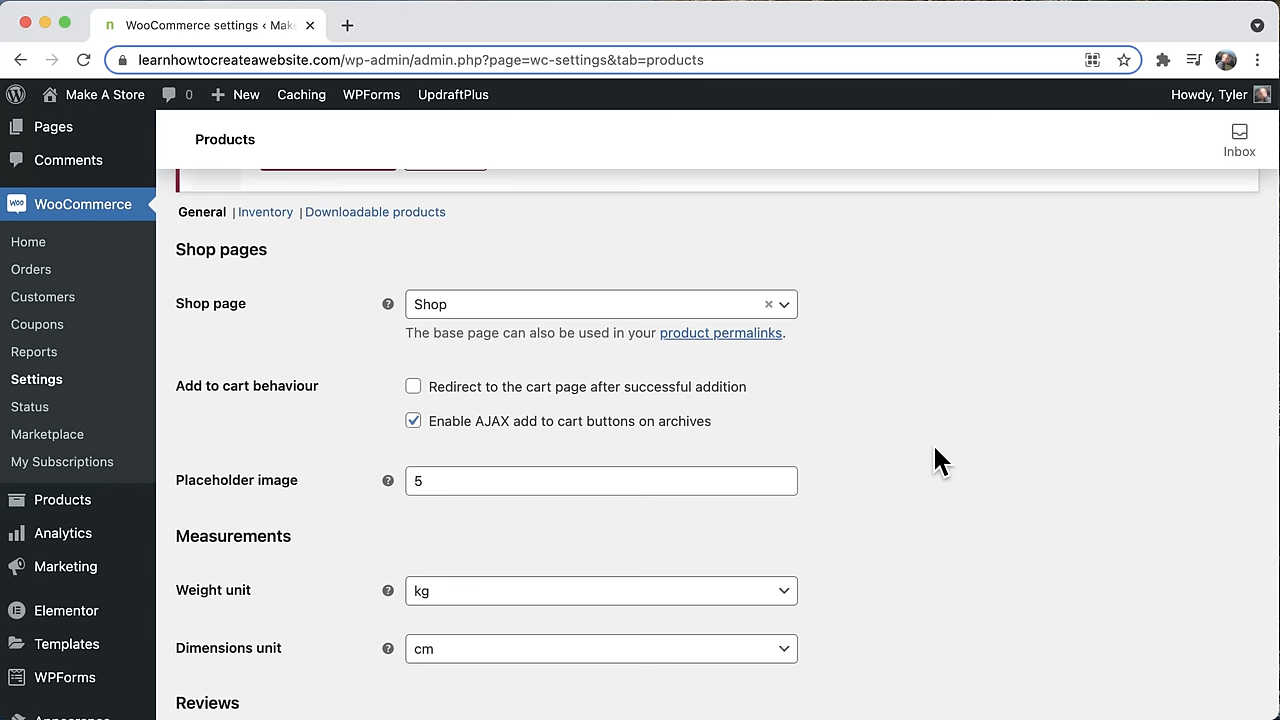 n WooCommerce settings ‹ Mak
learnhowtocreateawebsite.com/wp-admin/admin.php?page=wc-settings&tab=products
Make A Store 0 New Caching WPForms UpdraftPlus Howdy, Tyler
Pages
Comments
WOO WooCommerce
Home
Orders
Customers
Coupons
Reports
Settings
Status
Marketplace
My Subscriptions
Products
Analytics
Marketing
Elementor
Templates
WPForms
Appearance
Products
Inbox
General | Inventory | Downloadable products
Shop pages
Shop page ? Shop ×
The base page can also be used in your product permalinks.
Add to cart behaviour Redirect to the cart page after successful addition
Enable AJAX add to cart buttons on archives
Placeholder image ? 5
Measurements
Weight unit ? kg
Dimensions unit ? cm
Reviews